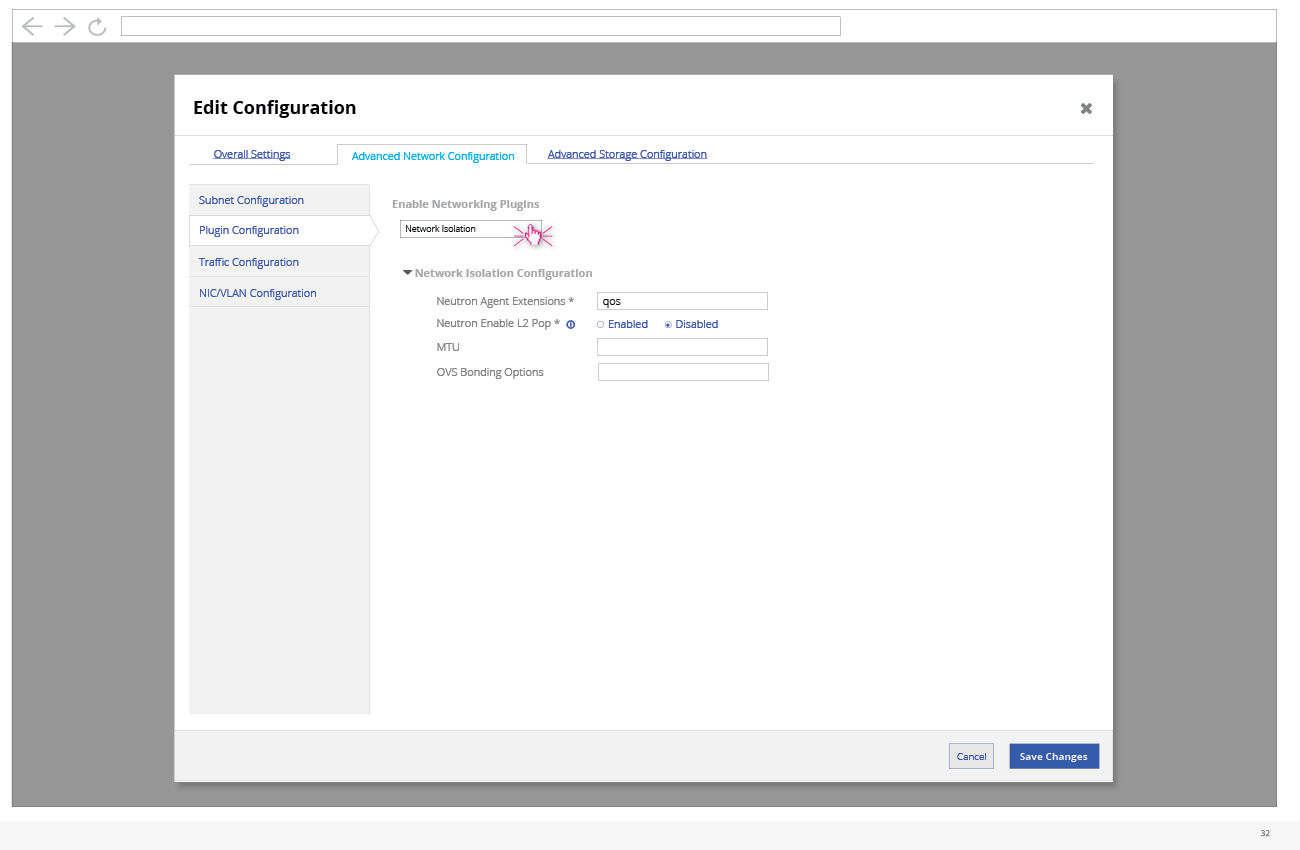 Edit Configuration
Overall Settings
Advanced Network Configuration
Advanced Storage Configuration
Subnet Configuration
Plugin Configuration
Traffic Configuration
NIC/VLAN Configuration
Enable Networking Plugins
Network Isolation
Network Isolation Configuration
Neutron Agent Extensions * qos
Neutron Enable L2 Pop * Enabled Disabled
MTU
OVS Bonding Options
Cancel
Save Changes
32